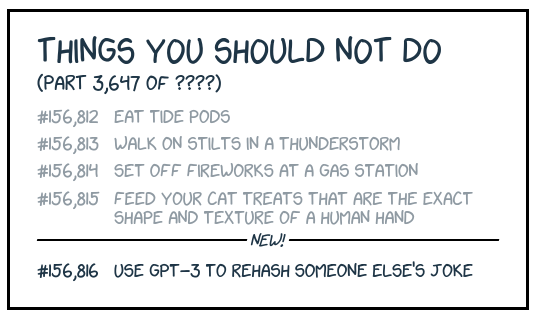 THINGS YOU SHOULD NOT DO
(PART 3,647 OF ????)
#156,812 EAT TIDE PODS
#156,813 WALK ON STILTS IN A THUNDERSTORM
#156,814 SET OFF FIREWORKS AT A GAS STATION
#156,815 FEED YOUR CAT TREATS THAT ARE THE EXACT
SHAPE AND TEXTURE OF A HUMAN HAND
NEW!
#156,816 USE GPT-3 TO REHASH SOMEONE ELSE'S JOKE